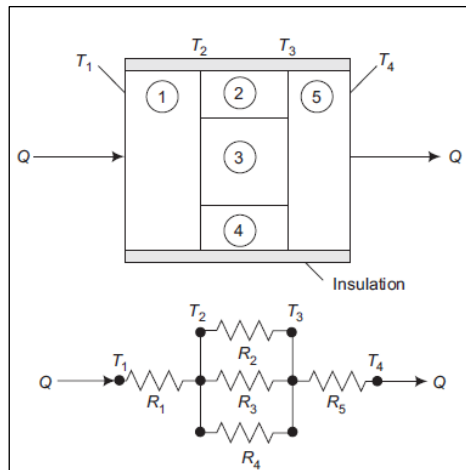 T2 T3
T1 T4
1 2 5
Q 3 Q
4
Insulation
T2 T3
R2
Q T1 T4 Q
R1 R3 R5
R4